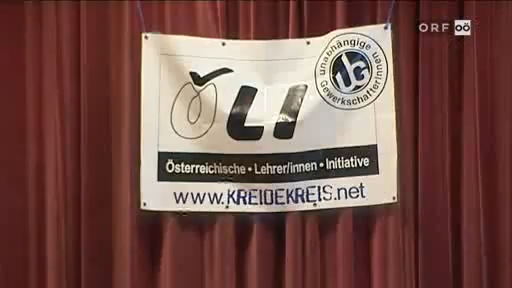 ORF OÖ
unabhängige
GewerkschafterInnen
UG
ÖLI
Österreichische • Lehrer/innen • Initiative
www.KREIDEKREIS.net